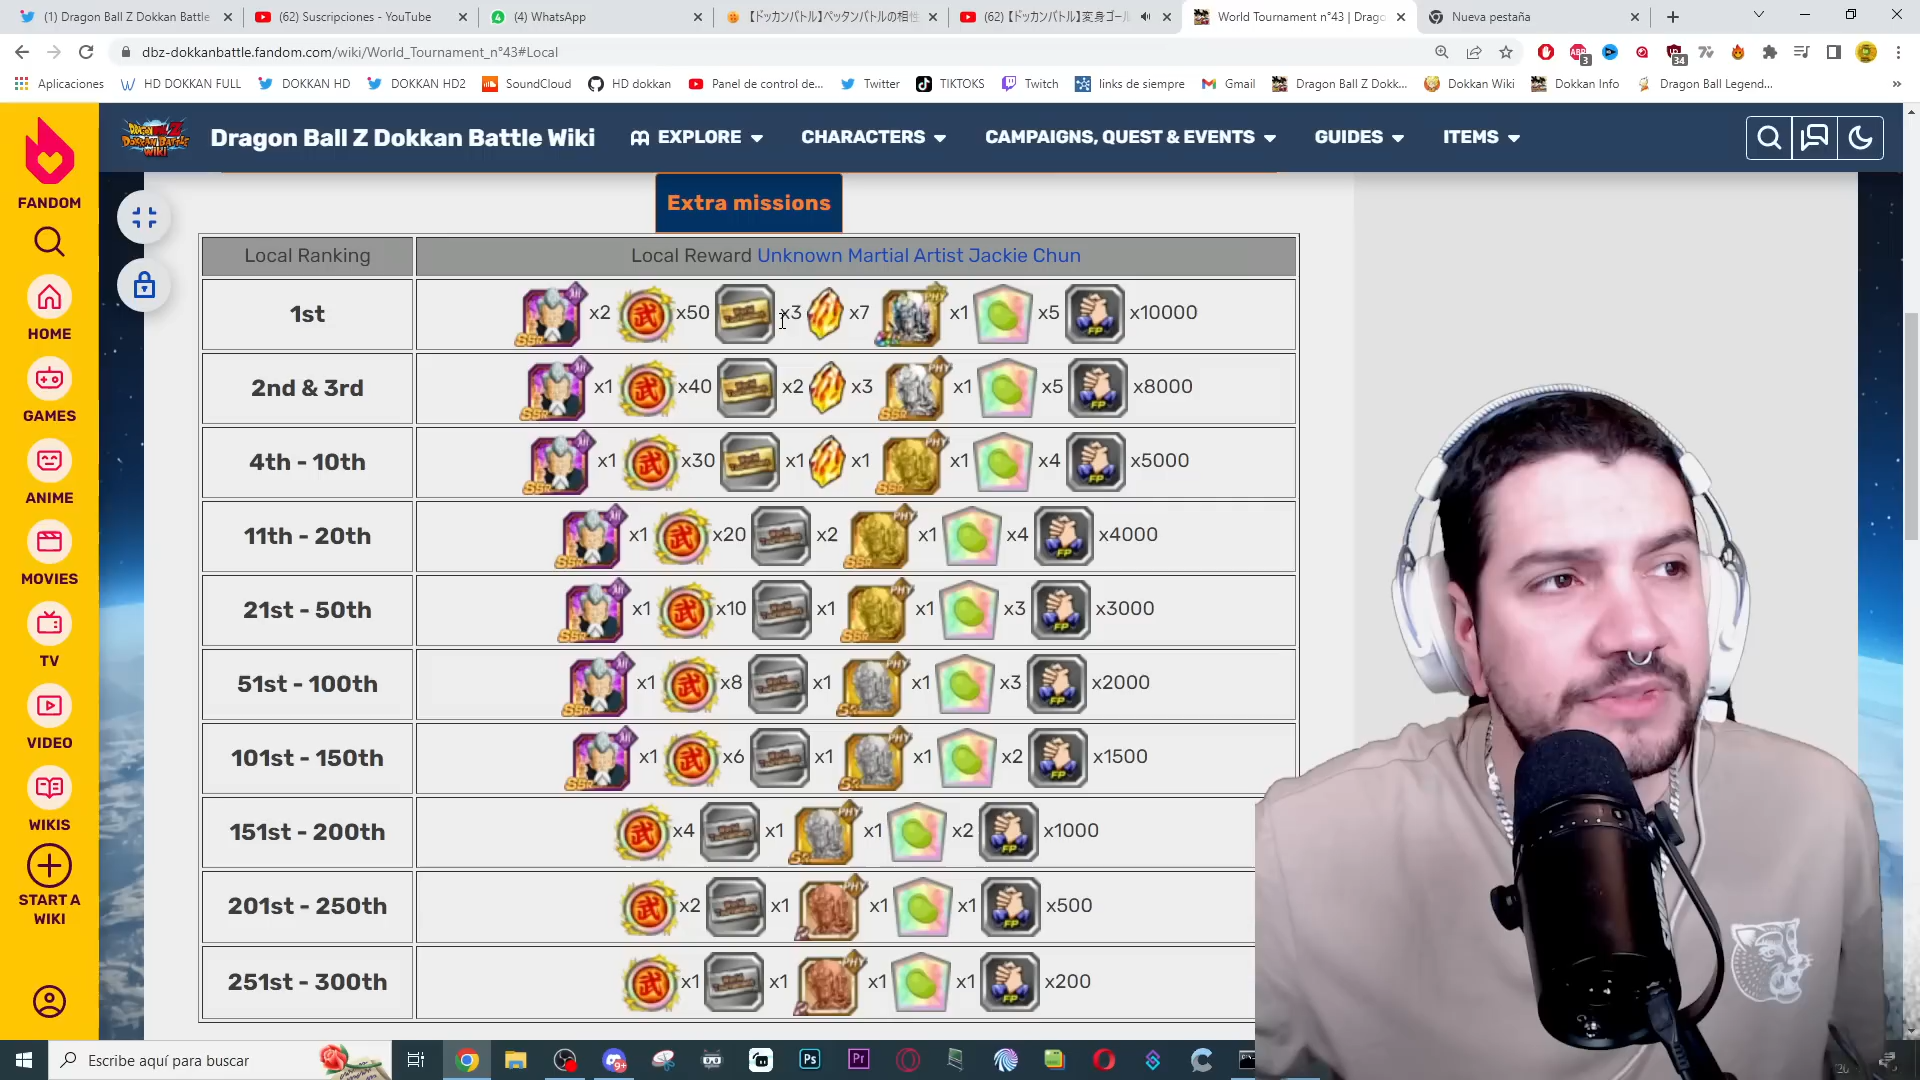 (1) Dragon Ball Z Dokkan Battle
(62) Suscripciones - YouTube
(4) WhatsApp
【ドッカンバトル】ペッタンバトルの相性
(62) 【ドッカンバトル】変身ゴール
World Tournament n°43 | Drago
Nueva pestaña
dbz-dokkanbattle.fandom.com/wiki/World_Tournament_n°43#Local
3
34
Aplicaciones
HD DOKKAN FULL
DOKKAN HD
DOKKAN HD2
SoundCloud
HD dokkan
Panel de control de...
Twitter
TIKTOKS
Twitch
links de siempre
Gmail
Dragon Ball Z Dokk...
Dokkan Wiki
Dokkan Info
Dragon Ball Legend...
»
Dragon Ball Z Dokkan Battle Wiki
EXPLORE
CHARACTERS
CAMPAIGNS, QUEST & EVENTS
GUIDES
ITEMS
FANDOM
HOME
GAMES
ANIME
MOVIES
TV
VIDEO
WIKIS
START A
WIKI
Extra missions
Local Ranking
Local Reward Unknown Martial Artist Jackie Chun
1st
x2 x50 x3 x7 x1 x5 x10000
2nd & 3rd
x1 x40 x2 x3 x1 x5 x8000
4th - 10th
x1 x30 x1 x1 x1 x4 x5000
11th - 20th
x1 x20 x2 x1 x4 x4000
21st - 50th
x1 x10 x1 x1 x3 x3000
51st - 100th
x1 x8 x1 x1 x3 x2000
101st - 150th
x1 x6 x1 x1 x2 x1500
151st - 200th
x4 x1 x1 x2 x1000
201st - 250th
x2 x1 x1 x1 x500
251st - 300th
x1 x1 x1 x1 x200
Escribe aquí para buscar
9+
Ps
Pr